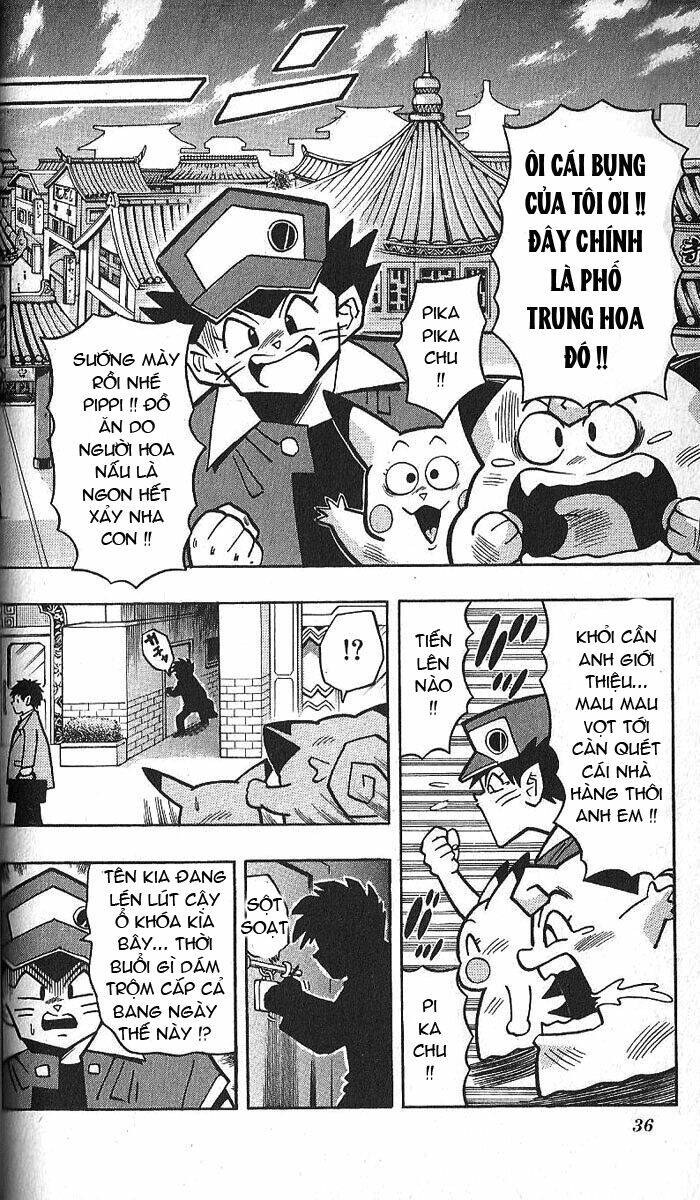 ÔI CÁI BỤNG
CỦA TÔI ƠI !!
ĐÂY CHÍNH
LÀ PHỐ
TRUNG HOA
ĐÓ !!
PIKA
PIKA
CHU
!!
SƯỚNG MÀY
RỒI NHÉ
PIPPI !! ĐỒ
ĂN DO
NGƯỜI HOA
NẤU LÀ
NGON HẾT
XẢY NHA
CON !!
KHỎI CẦN
ANH GIỚI
THIỆU...
MAU MAU
VỌT TỚI
CÀN QUÉT
CÁI NHÀ
HÀNG THÔI
ANH EM !!
TIẾN
LÊN
NÀO
!!
PI
KA
CHU
!!
!?
SỘT
SOẠT
TÊN KIA ĐANG
LÉN LÚT CẬY
Ổ KHÓA KÌA
BÂY... THỜI
BUỔI GÌ DÁM
TRỘM CẮP CẢ
BANG NGÀY
THẾ NÀY !?
36